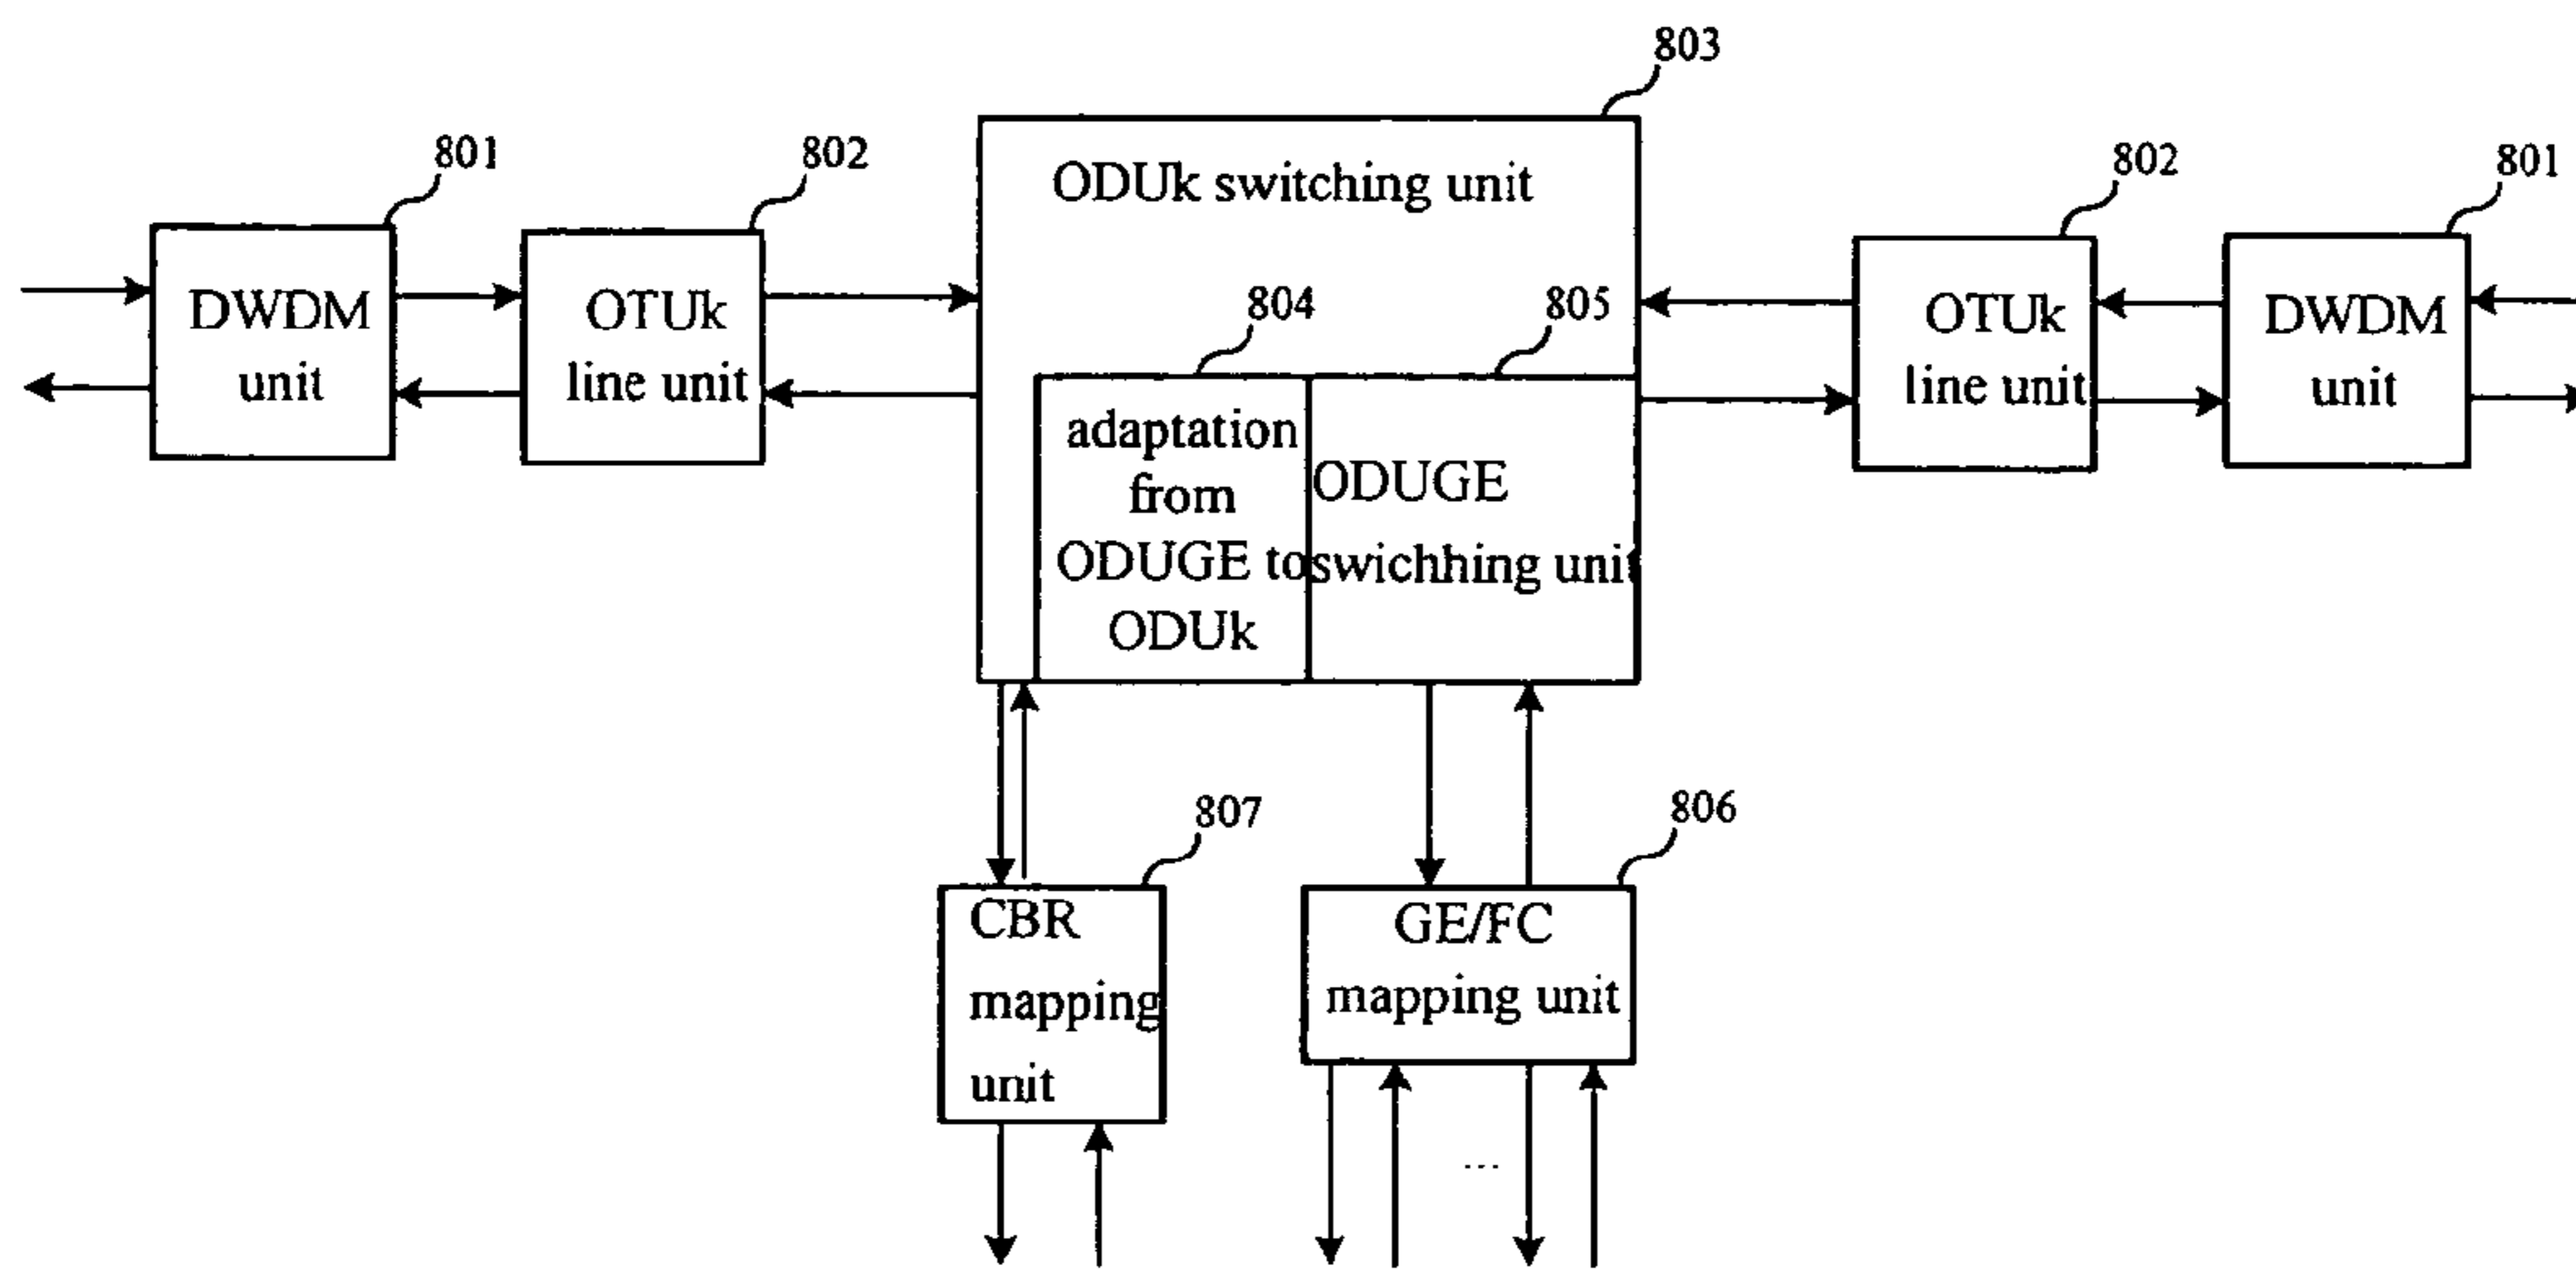 803
801
802
802
801
ODUk switching unit
DWDM
unit
OTUk
line unit
804
805
OTUk
line unit
DWDM
unit
adaptation
from
ODUGE to
ODUk
ODUGE
swichhing unit
807
806
CBR
mapping
unit
GE/FC
mapping unit
...